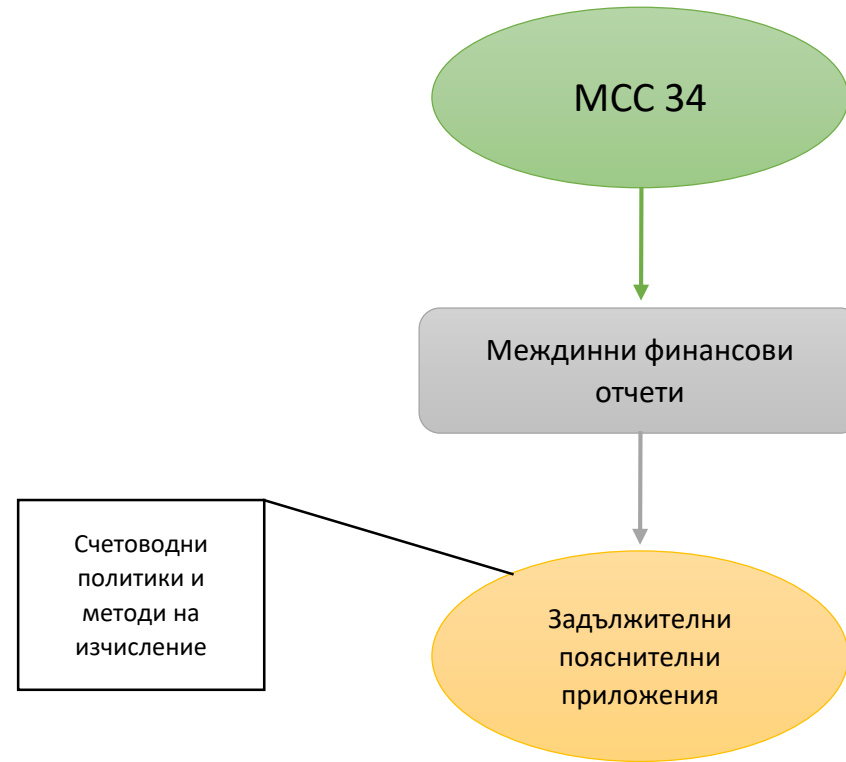 МСС 34
Междинни финансови
отчети
Счетоводни
политики и
методи на
изчисление
Задължителни
пояснителни
приложения